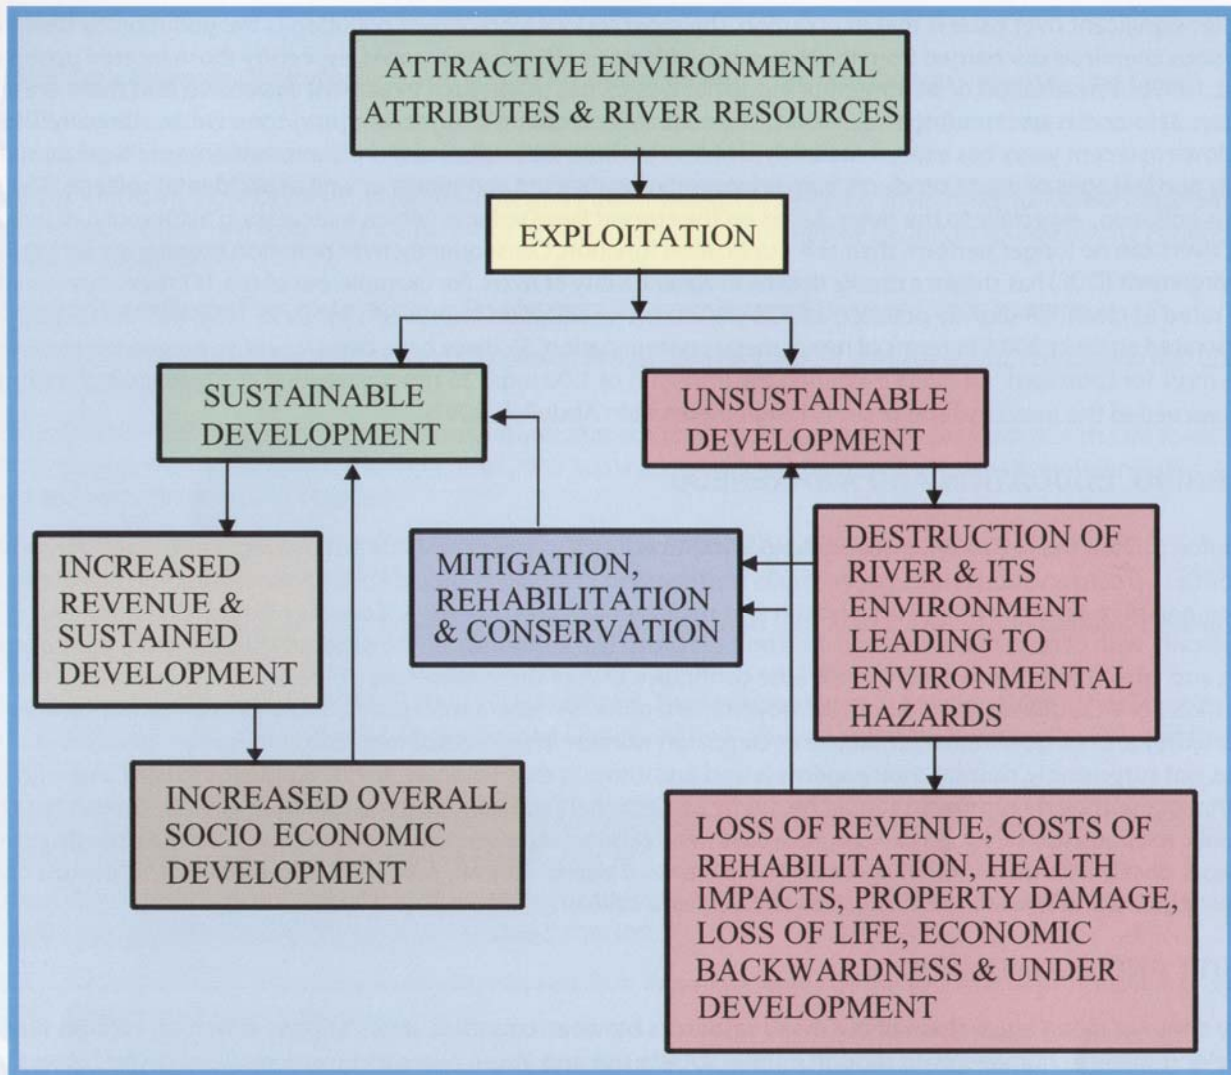 ATTRACTIVE ENVIRONMENTAL
ATTRIBUTES & RIVER RESOURCES
EXPLOITATION
SUSTAINABLE
DEVELOPMENT
UNSUSTAINABLE
DEVELOPMENT
INCREASED
REVENUE &
SUSTAINED
DEVELOPMENT
MITIGATION,
REHABILITATION
& CONSERVATION
DESTRUCTION OF
RIVER & ITS
ENVIRONMENT
LEADING TO
ENVIRONMENTAL
HAZARDS
INCREASED OVERALL
SOCIO ECONOMIC
DEVELOPMENT
LOSS OF REVENUE, COSTS OF
REHABILITATION, HEALTH
IMPACTS, PROPERTY DAMAGE,
LOSS OF LIFE, ECONOMIC
BACKWARDNESS & UNDER
DEVELOPMENT